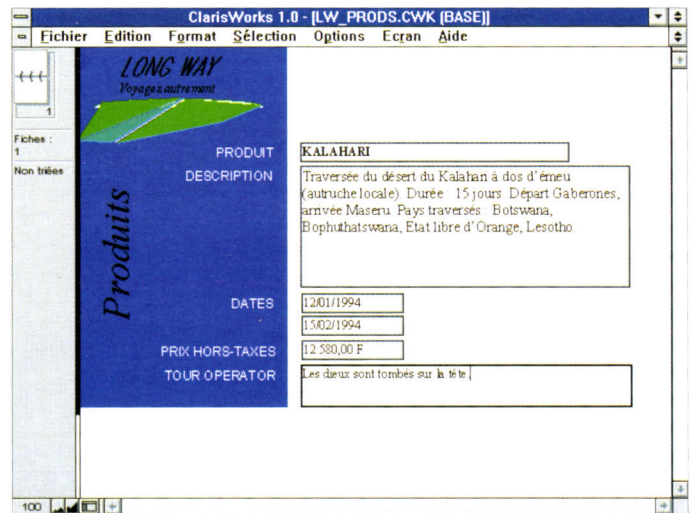 ClarisWorks 1.0 - [LW_PRODS.CWK (BASE)]
Fichier Edition Format Sélection Options Ecran Aide
LONG WAY
Voyagez autrement
1
Fiches :
1
Non triées
Produits
PRODUIT KALAHARI
DESCRIPTION Traversée du désert du Kalahari à dos d'émeu
(autruche locale). Durée : 15 jours. Départ Gaberones,
arrivée Maseru. Pays traversés : Botswana,
Bophuthatswana, Etat libre d'Orange, Lesotho.
DATES 12/01/1994
15/02/1994
PRIX HORS-TAXES 12 580,00 F
TOUR OPERATOR Les dieux sont tombés sur la tête
100